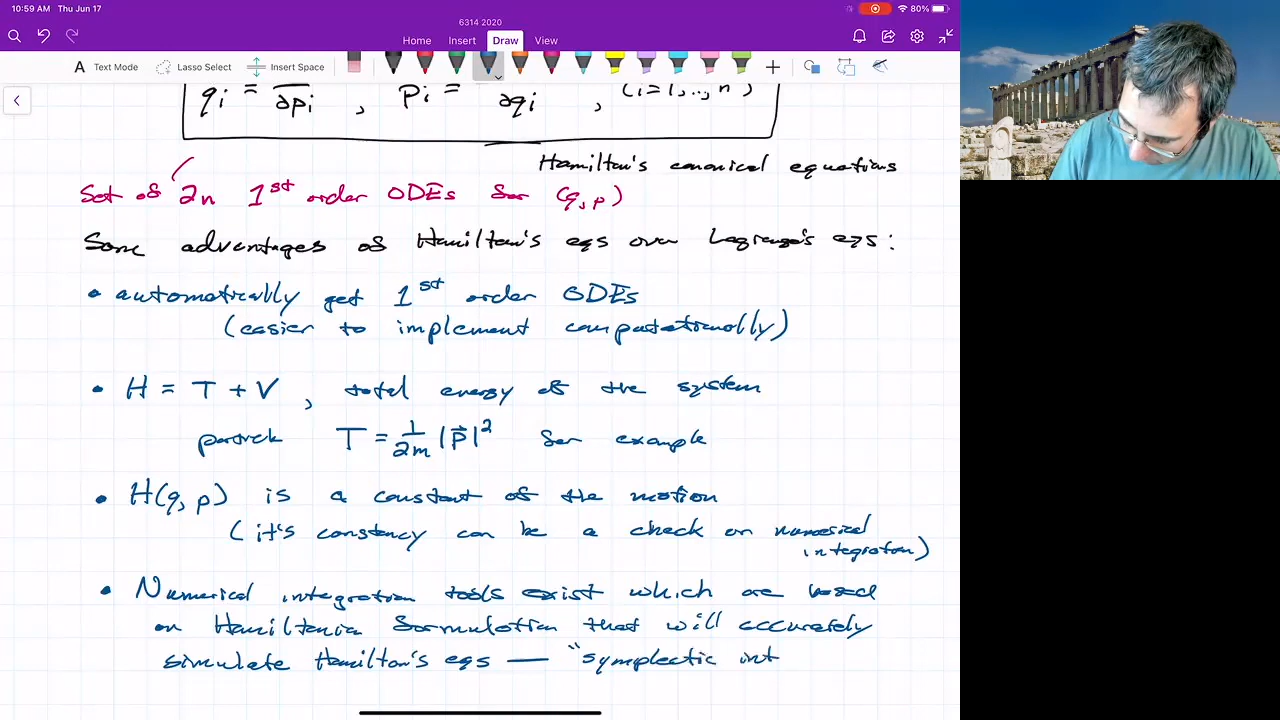 10:59 AM Thu Jun 17
80%
6314 2020
Home Insert Draw View
Text Mode Lasso Select Insert Space
qi = ∂pi , pi = ∂qi , (i=1,..,n)
Hamilton's canonical equations
Set of 2n 1st order ODEs for (q,p)
Some advantages of Hamilton's eqs over Lagrange's eqs:
• automatically get 1st order ODEs
(easier to implement computationally)
• H = T + V , total energy of the system
T = 1/2m |p⃗|² for example
• H(q,p) is a constant of the motion
(it's constancy can be a check on numerical
integration)
• Numerical integration tools exist which are based
on Hamiltonian formulation that will accurately
simulate Hamilton's eqs — "symplectic int